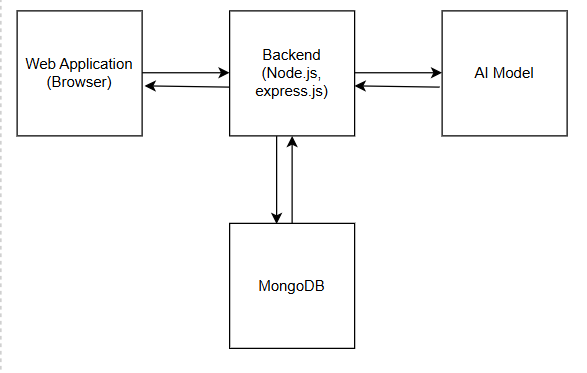 Web Application
(Browser)
Backend
(Node.js,
express.js)
AI Model
MongoDB